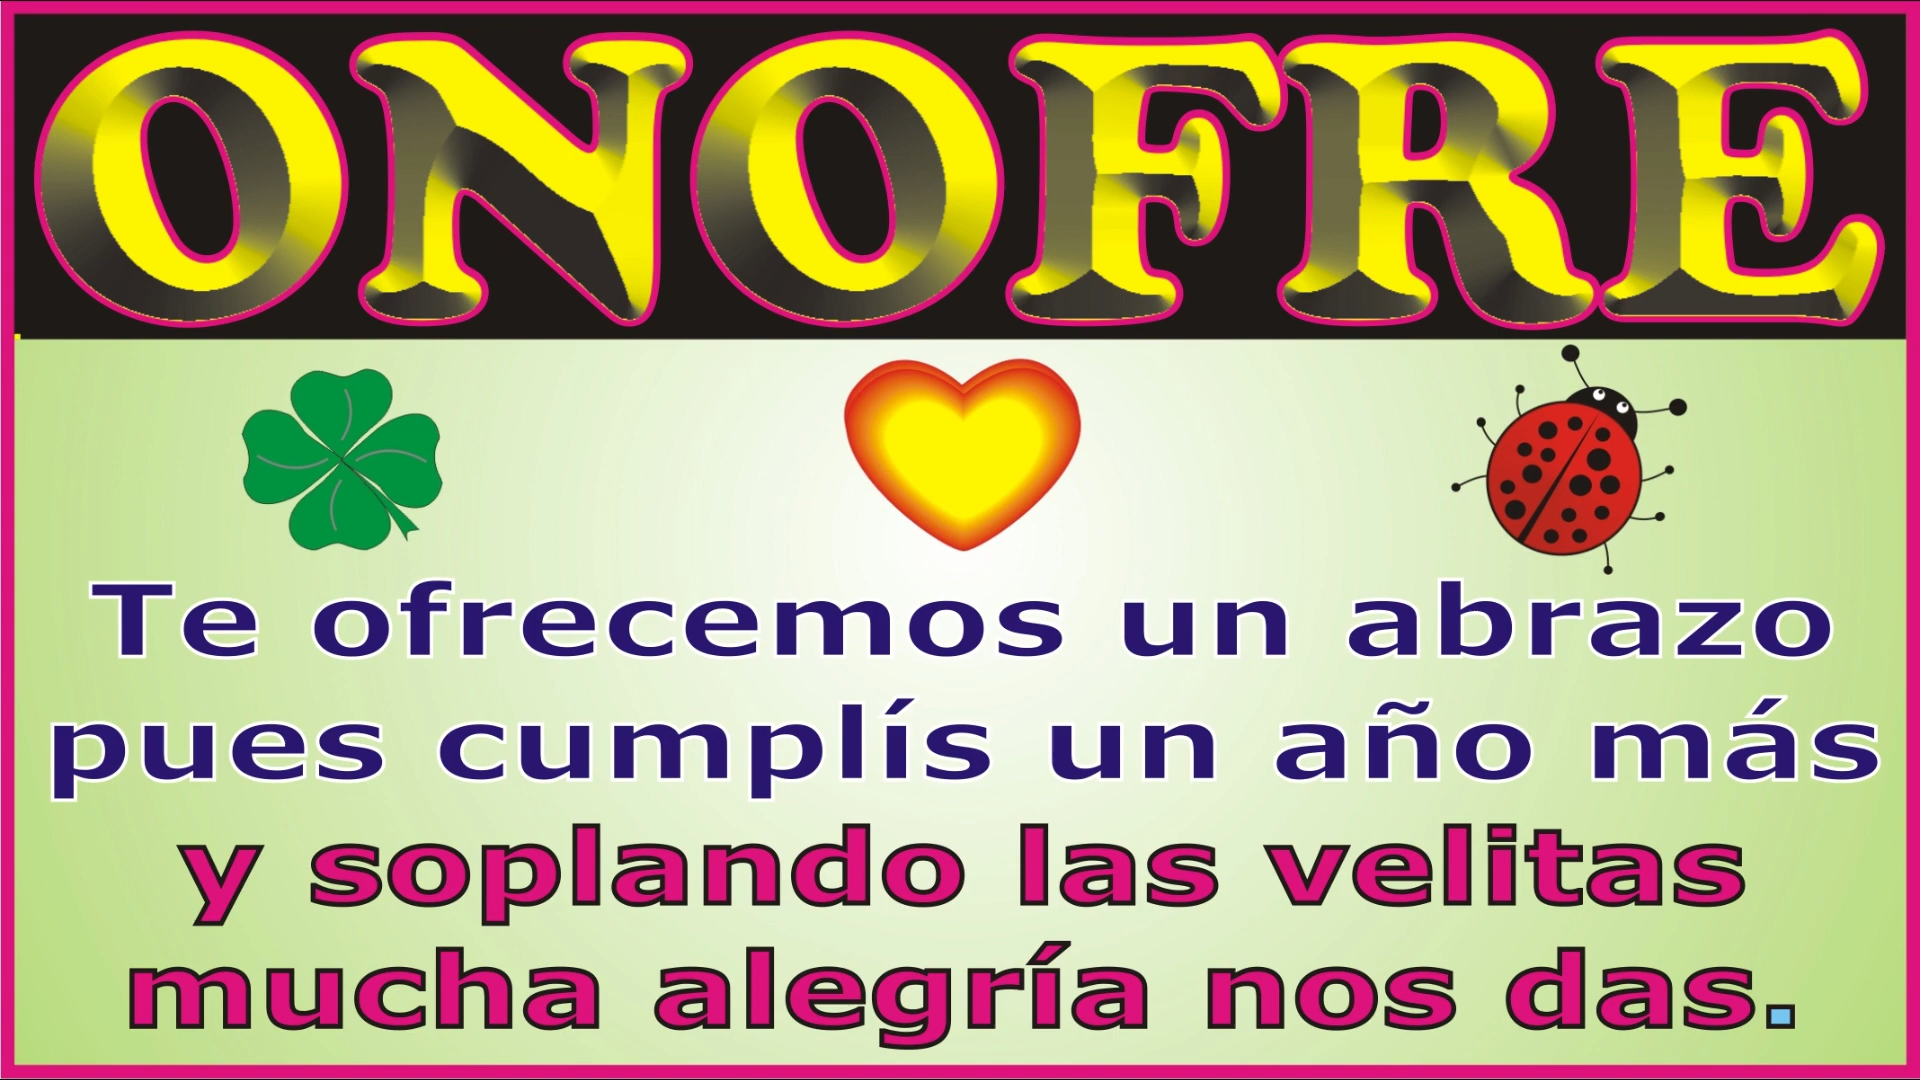 ONOFRE
Te ofrecemos un abrazo
pues cumplís un año más
y soplando las velitas
mucha alegría nos das.